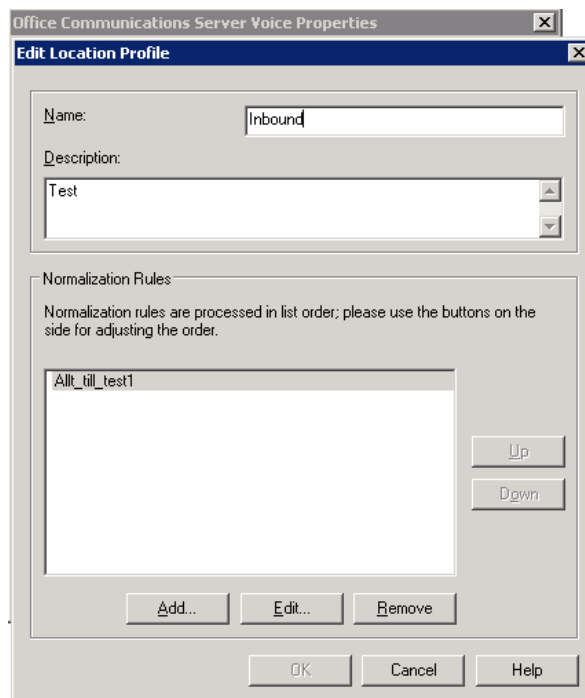 Office Communications Server Voice Properties
Edit Location Profile
Name:
Inbound
Description:
Test
Normalization Rules
Normalization rules are processed in list order; please use the buttons on the
side for adjusting the order.
Allt_till_test1
Up
Down
Add... Edit... Remove
OK Cancel Help